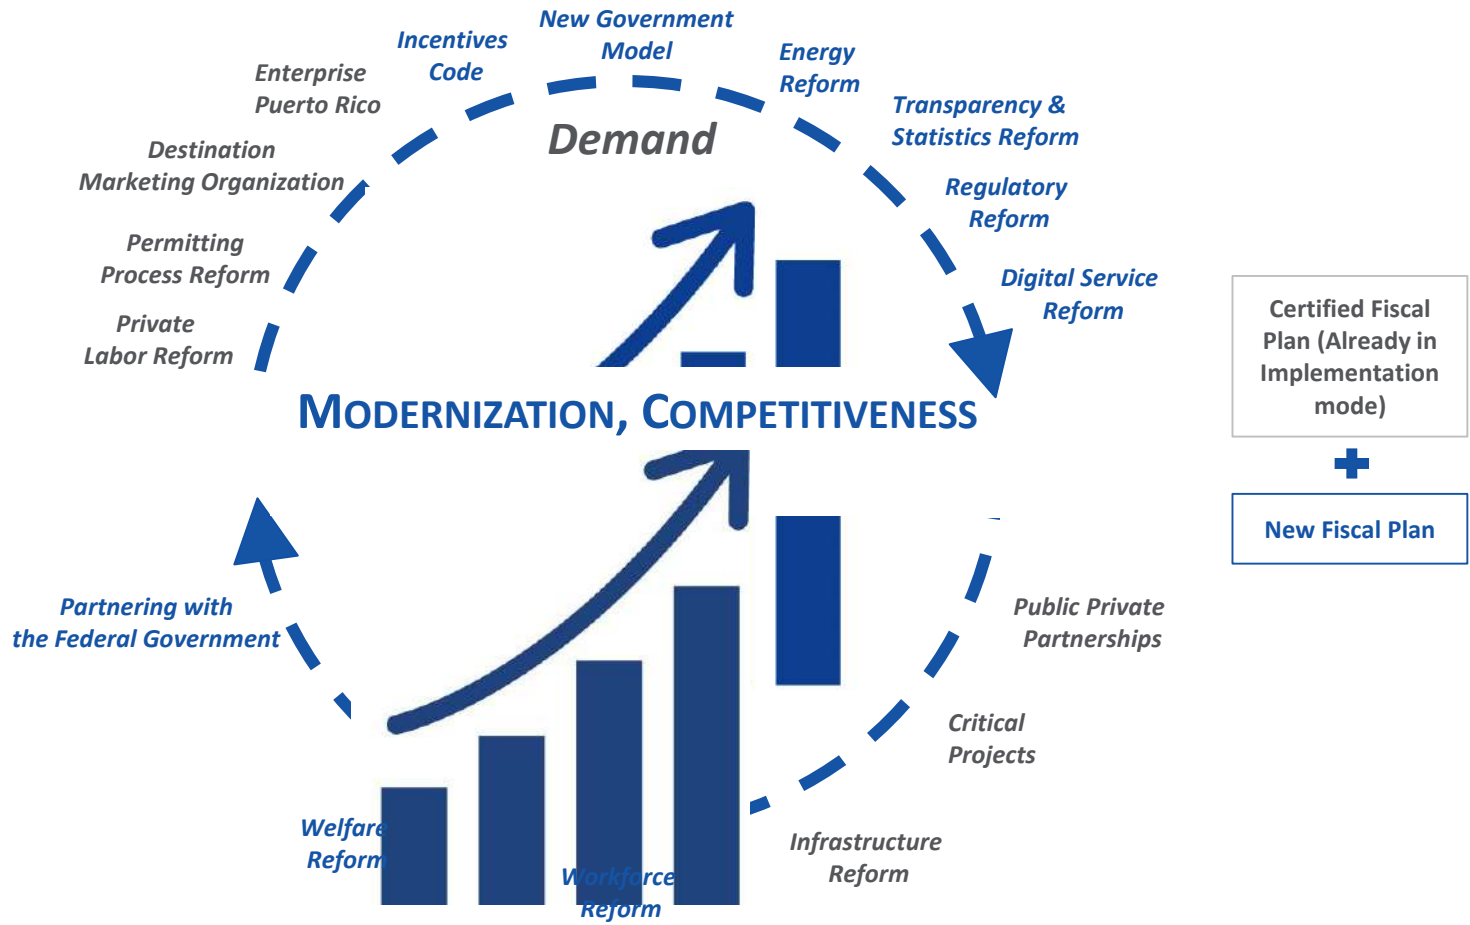 New Government
Model
Incentives
Code
Energy
Reform
Enterprise
Puerto Rico
Transparency &
Statistics Reform
Demand
Destination
Marketing Organization
Regulatory
Reform
Permitting
Process Reform
Digital Service
Reform
Private
Labor Reform
Certified Fiscal
Plan (Already in
Implementation
mode)
MODERNIZATION, COMPETITIVENESS
New Fiscal Plan
Partnering with
the Federal Government
Public Private
Partnerships
Critical
Projects
Welfare
Reform
Infrastructure
Reform
Workforce
Reform